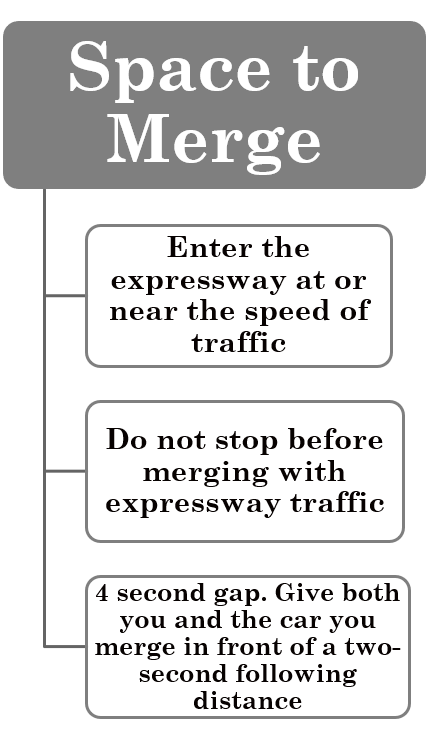 Space to
Merge
Enter the
expressway at or
near the speed of
traffic
Do not stop before
merging with
expressway traffic
4 second gap. Give both
you and the car you
merge in front of a two-
second following
distance